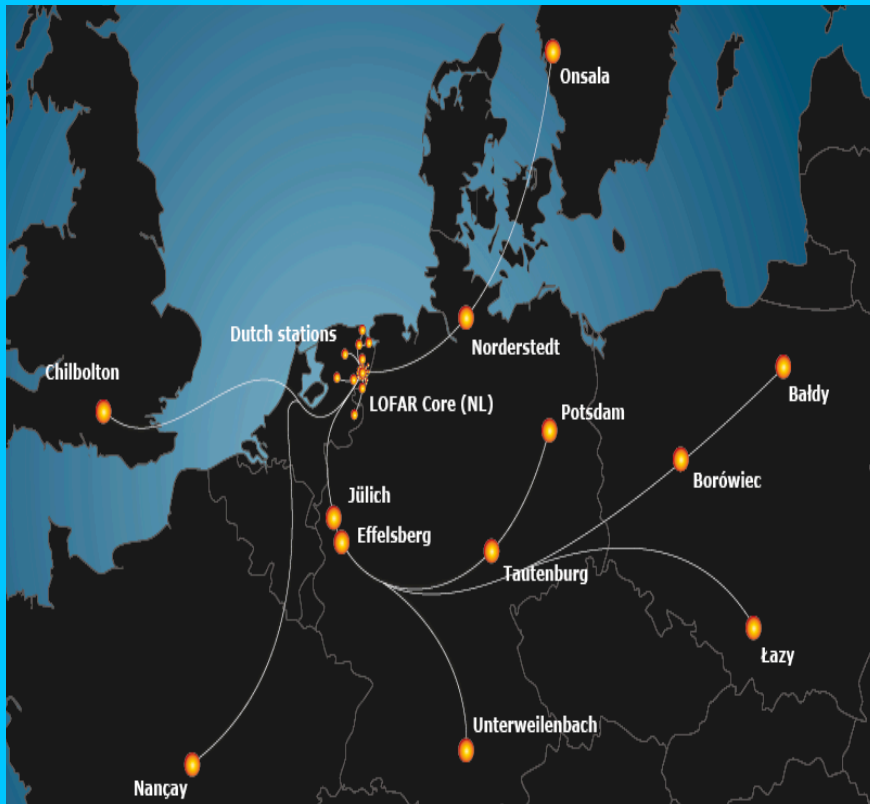 Onsala
Dutch stations
Norderstedt
Chilbolton
Bałdy
LOFAR Core (NL)
Potsdam
Borówiec
Jülich
Effelsberg
Tautenburg
Łazy
Unterweilenbach
Nançay